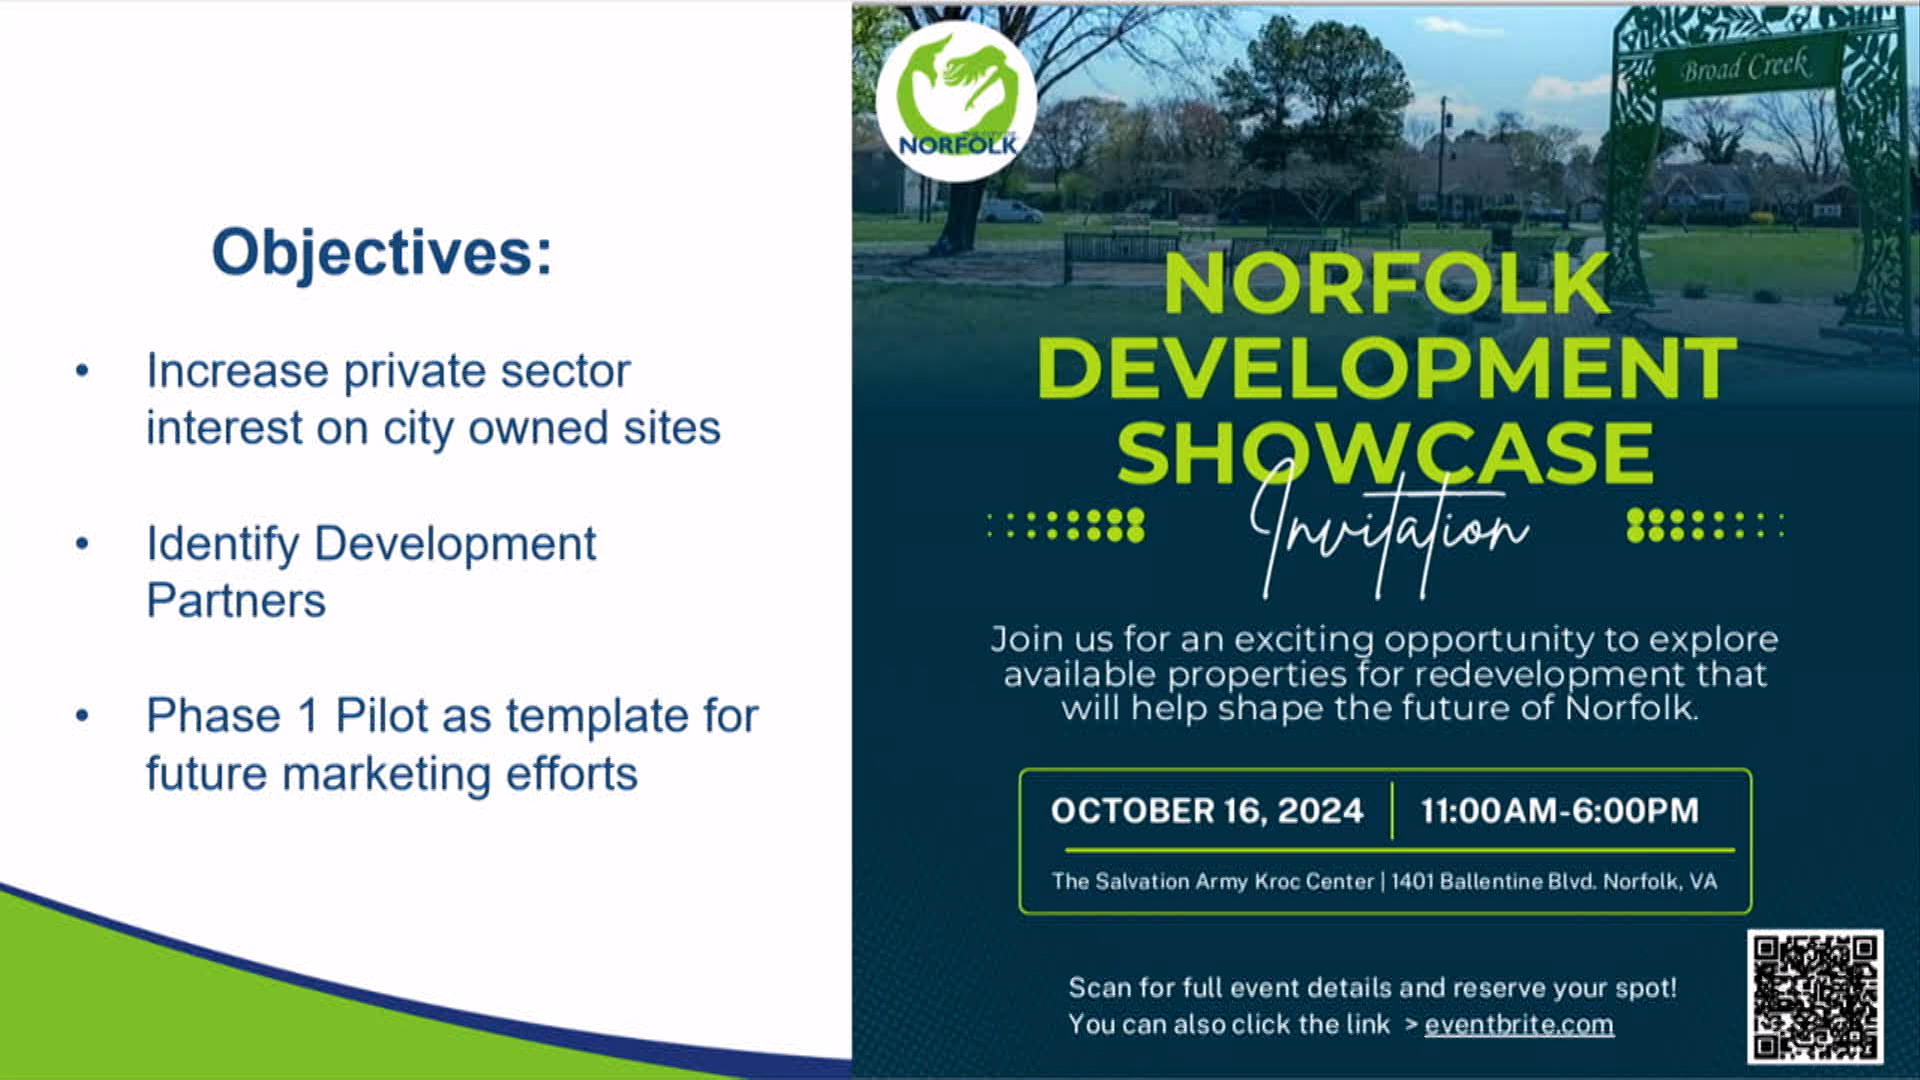 Objectives:
• Increase private sector
interest on city owned sites
• Identify Development
Partners
• Phase 1 Pilot as template for
future marketing efforts
NORFOLK
Broad Creek
NORFOLK
DEVELOPMENT
SHOWCASE
Invitation
Join us for an exciting opportunity to explore
available properties for redevelopment that
will help shape the future of Norfolk.
OCTOBER 16, 2024 | 11:00AM-6:00PM
The Salvation Army Kroc Center | 1401 Ballentine Blvd. Norfolk, VA
Scan for full event details and reserve your spot!
You can also click the link > eventbrite.com